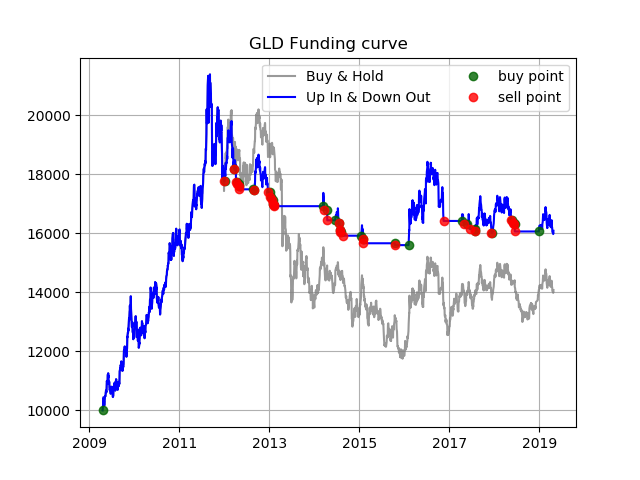 GLD Funding curve
Buy & Hold
Up In & Down Out
buy point
sell point
20000
18000
16000
14000
12000
10000
2009
2011
2013
2015
2017
2019